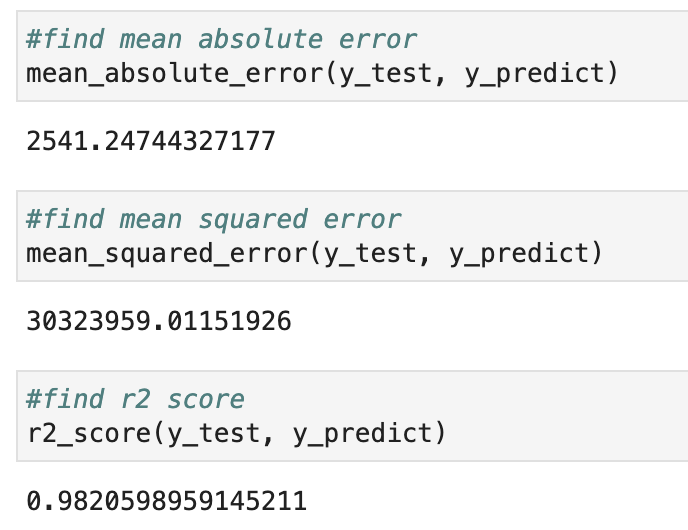 #find mean absolute error
mean_absolute_error(y_test, y_predict)
2541.24744327177
#find mean squared error
mean_squared_error(y_test, y_predict)
30323959.01151926
#find r2 score
r2_score(y_test, y_predict)
0.9820598959145211